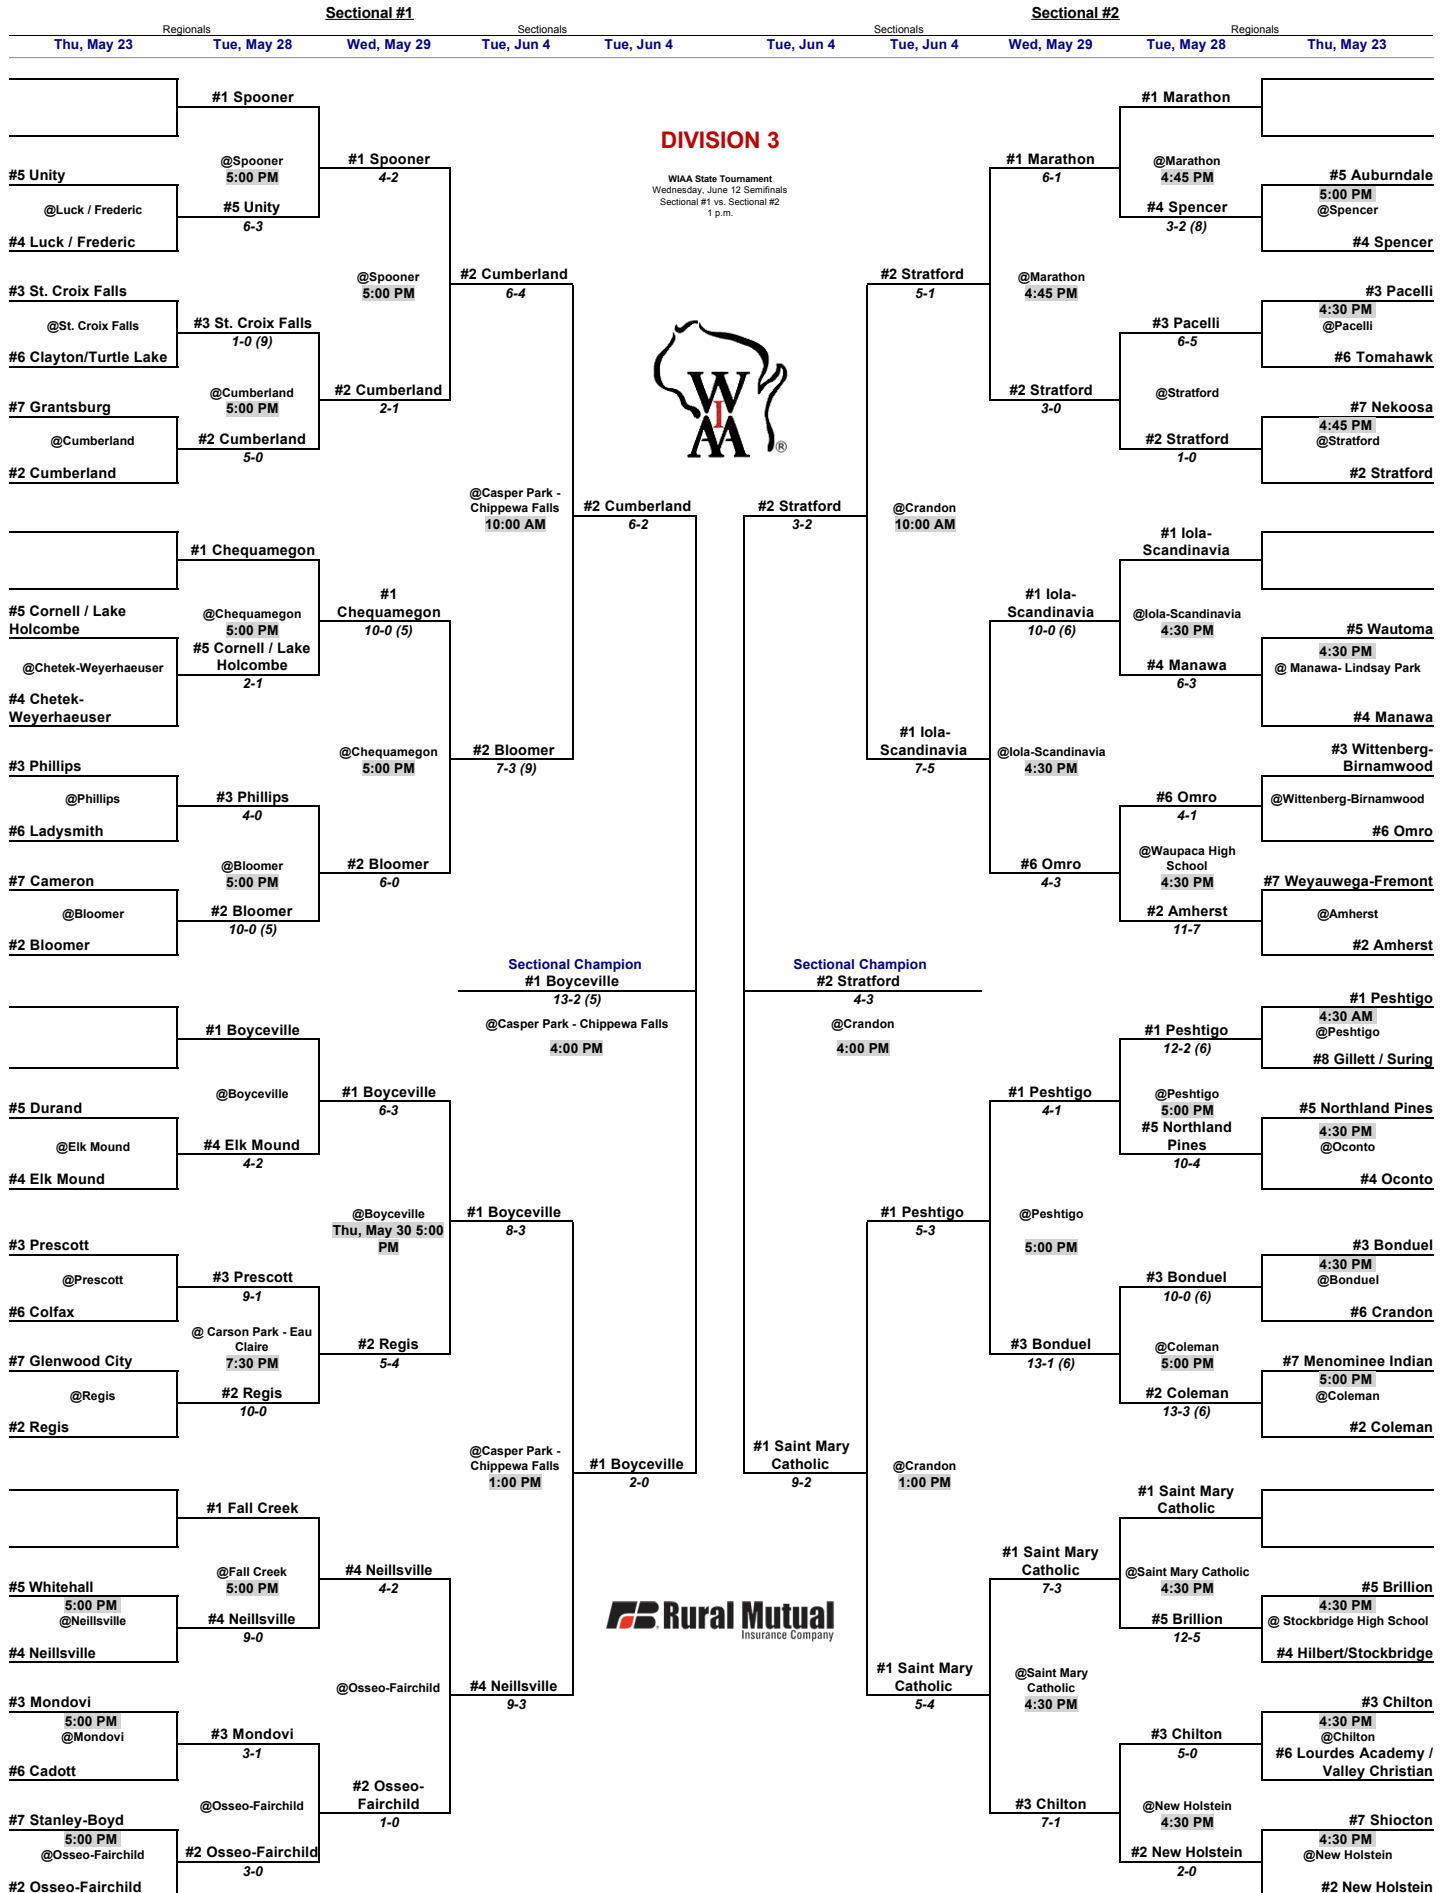 Sectional #1
Sectional #2
Regionals
Sectionals
Sectionals
Regionals
Thu, May 23
Tue, May 28
Wed, May 29
Tue, Jun 4
Tue, Jun 4
Tue, Jun 4
Tue, Jun 4
Wed, May 29
Tue, May 28
Thu, May 23
DIVISION 3
WIAA State Tournament
Wednesday, June 12 Semifinals
Sectional #1 vs. Sectional #2
1 p.m.
WIAA
®
#5 Unity
@Luck / Frederic
#4 Luck / Frederic
#3 St. Croix Falls
@St. Croix Falls
#6 Clayton/Turtle Lake
#7 Grantsburg
@Cumberland
#2 Cumberland
#5 Cornell / Lake
Holcombe
@Chetek-Weyerhaeuser
#4 Chetek-
Weyerhaeuser
#3 Phillips
@Phillips
#6 Ladysmith
#7 Cameron
@Bloomer
#2 Bloomer
#5 Durand
@Elk Mound
#4 Elk Mound
#3 Prescott
@Prescott
#6 Colfax
#7 Glenwood City
@Regis
#2 Regis
#5 Whitehall
5:00 PM
@Neillsville
#4 Neillsville
#3 Mondovi
5:00 PM
@Mondovi
#6 Cadott
#7 Stanley-Boyd
5:00 PM
@Osseo-Fairchild
#2 Osseo-Fairchild
#1 Spooner
@Spooner
5:00 PM
#5 Unity
6-3
#3 St. Croix Falls
1-0 (9)
@Cumberland
5:00 PM
#2 Cumberland
5-0
#1 Chequamegon
@Chequamegon
5:00 PM
#5 Cornell / Lake
Holcombe
2-1
#3 Phillips
4-0
@Bloomer
5:00 PM
#2 Bloomer
10-0 (5)
#1 Boyceville
@Boyceville
#4 Elk Mound
4-2
#3 Prescott
9-1
@ Carson Park - Eau
Claire
7:30 PM
#2 Regis
10-0
#1 Fall Creek
@Fall Creek
5:00 PM
#4 Neillsville
9-0
#3 Mondovi
3-1
@Osseo-Fairchild
#2 Osseo-Fairchild
3-0
#1 Spooner
4-2
@Spooner
5:00 PM
#2 Cumberland
2-1
#1
Chequamegon
10-0 (5)
@Chequamegon
5:00 PM
#2 Bloomer
6-0
#1 Boyceville
6-3
@Boyceville
Thu, May 30 5:00
PM
#2 Regis
5-4
#4 Neillsville
4-2
@Osseo-Fairchild
#2 Osseo-
Fairchild
1-0
#2 Cumberland
6-4
@Casper Park -
Chippewa Falls
10:00 AM
#2 Bloomer
7-3 (9)
#1 Boyceville
8-3
@Casper Park -
Chippewa Falls
1:00 PM
#4 Neillsville
9-3
#2 Cumberland
6-2
Sectional Champion
#1 Boyceville
13-2 (5)
@Casper Park - Chippewa Falls
4:00 PM
#1 Boyceville
2-0
Rural Mutual
Insurance Company
#2 Stratford
3-2
Sectional Champion
#2 Stratford
4-3
@Crandon
4:00 PM
#1 Saint Mary
Catholic
9-2
#2 Stratford
5-1
@Crandon
10:00 AM
#1 Iola-
Scandinavia
7-5
#1 Peshtigo
5-3
@Crandon
1:00 PM
#1 Saint Mary
Catholic
5-4
#1 Marathon
6-1
@Marathon
4:45 PM
#2 Stratford
3-0
#1 Iola-
Scandinavia
10-0 (6)
@Iola-Scandinavia
4:30 PM
#6 Omro
4-3
#1 Peshtigo
4-1
@Peshtigo
5:00 PM
#3 Bonduel
13-1 (6)
#1 Saint Mary
Catholic
7-3
@Saint Mary
Catholic
4:30 PM
#3 Chilton
7-1
#1 Marathon
@Marathon
4:45 PM
#4 Spencer
3-2 (8)
#3 Pacelli
6-5
@Stratford
#2 Stratford
1-0
#1 Iola-
Scandinavia
@Iola-Scandinavia
4:30 PM
#4 Manawa
6-3
#6 Omro
4-1
@Waupaca High
School
4:30 PM
#2 Amherst
11-7
#1 Peshtigo
12-2 (6)
@Peshtigo
5:00 PM
#5 Northland
Pines
10-4
#3 Bonduel
10-0 (6)
@Coleman
5:00 PM
#2 Coleman
13-3 (6)
#1 Saint Mary
Catholic
@Saint Mary Catholic
4:30 PM
#5 Brillion
12-5
#3 Chilton
5-0
@New Holstein
4:30 PM
#2 New Holstein
2-0
#5 Auburndale
5:00 PM
@Spencer
#4 Spencer
#3 Pacelli
4:30 PM
@Pacelli
#6 Tomahawk
#7 Nekoosa
4:45 PM
@Stratford
#2 Stratford
#5 Wautoma
4:30 PM
@ Manawa- Lindsay Park
#4 Manawa
#3 Wittenberg-
Birnamwood
@Wittenberg-Birnamwood
#6 Omro
#7 Weyauwega-Fremont
@Amherst
#2 Amherst
#1 Peshtigo
4:30 AM
@Peshtigo
#8 Gillett / Suring
#5 Northland Pines
4:30 PM
@Oconto
#4 Oconto
#3 Bonduel
4:30 PM
@Bonduel
#6 Crandon
#7 Menominee Indian
5:00 PM
@Coleman
#2 Coleman
#5 Brillion
4:30 PM
@ Stockbridge High School
#4 Hilbert/Stockbridge
#3 Chilton
4:30 PM
@Chilton
#6 Lourdes Academy /
Valley Christian
#7 Shiocton
4:30 PM
@New Holstein
#2 New Holstein